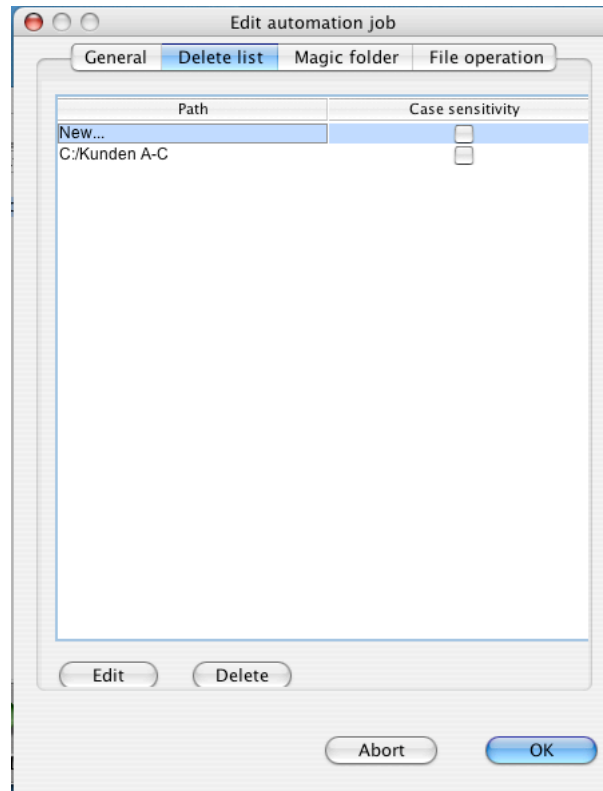 Edit automation job
General Delete list Magic folder File operation
Path Case sensitivity
New...
C:/Kunden A-C
Edit Delete
Abort OK